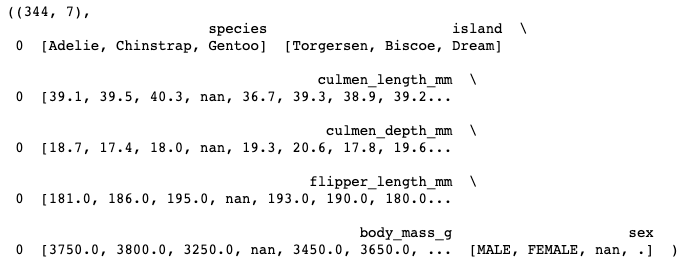 ((344, 7),
species island \
0 [Adelie, Chinstrap, Gentoo] [Torgersen, Biscoe, Dream]
culmen_length_mm \
0 [39.1, 39.5, 40.3, nan, 36.7, 39.3, 38.9, 39.2...
culmen_depth_mm \
0 [18.7, 17.4, 18.0, nan, 19.3, 20.6, 17.8, 19.6...
flipper_length_mm \
0 [181.0, 186.0, 195.0, nan, 193.0, 190.0, 180.0...
body_mass_g sex
0 [3750.0, 3800.0, 3250.0, nan, 3450.0, 3650.0, ... [MALE, FEMALE, nan, .] )